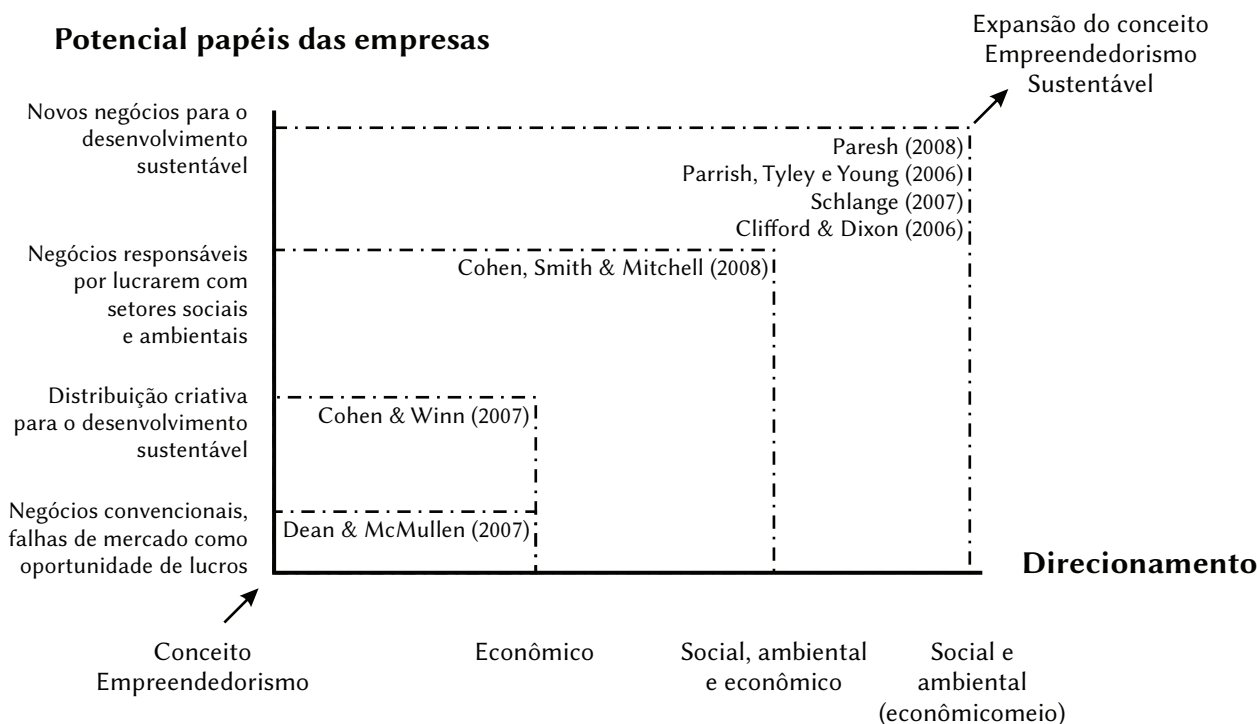 Potencial papéis das empresas
Expansão do conceito
Empreendedorismo
Sustentável
Novos negócios para o
desenvolvimento
sustentável
Paresh (2008)
Parrish, Tyley e Young (2006)
Schlange (2007)
Clifford & Dixon (2006)
Negócios responsáveis
por lucrarem com
setores sociais
e ambientais
Cohen, Smith & Mitchell (2008)
Distribuição criativa
para o desenvolvimento
sustentável
Cohen & Winn (2007)
Negócios convencionais,
falhas de mercado como
oportunidade de lucros
Dean & McMullen (2007)
Direcionamento
Conceito
Empreendedorismo
Econômico
Social, ambiental
e econômico
Social e
ambiental
(econômicomeio)